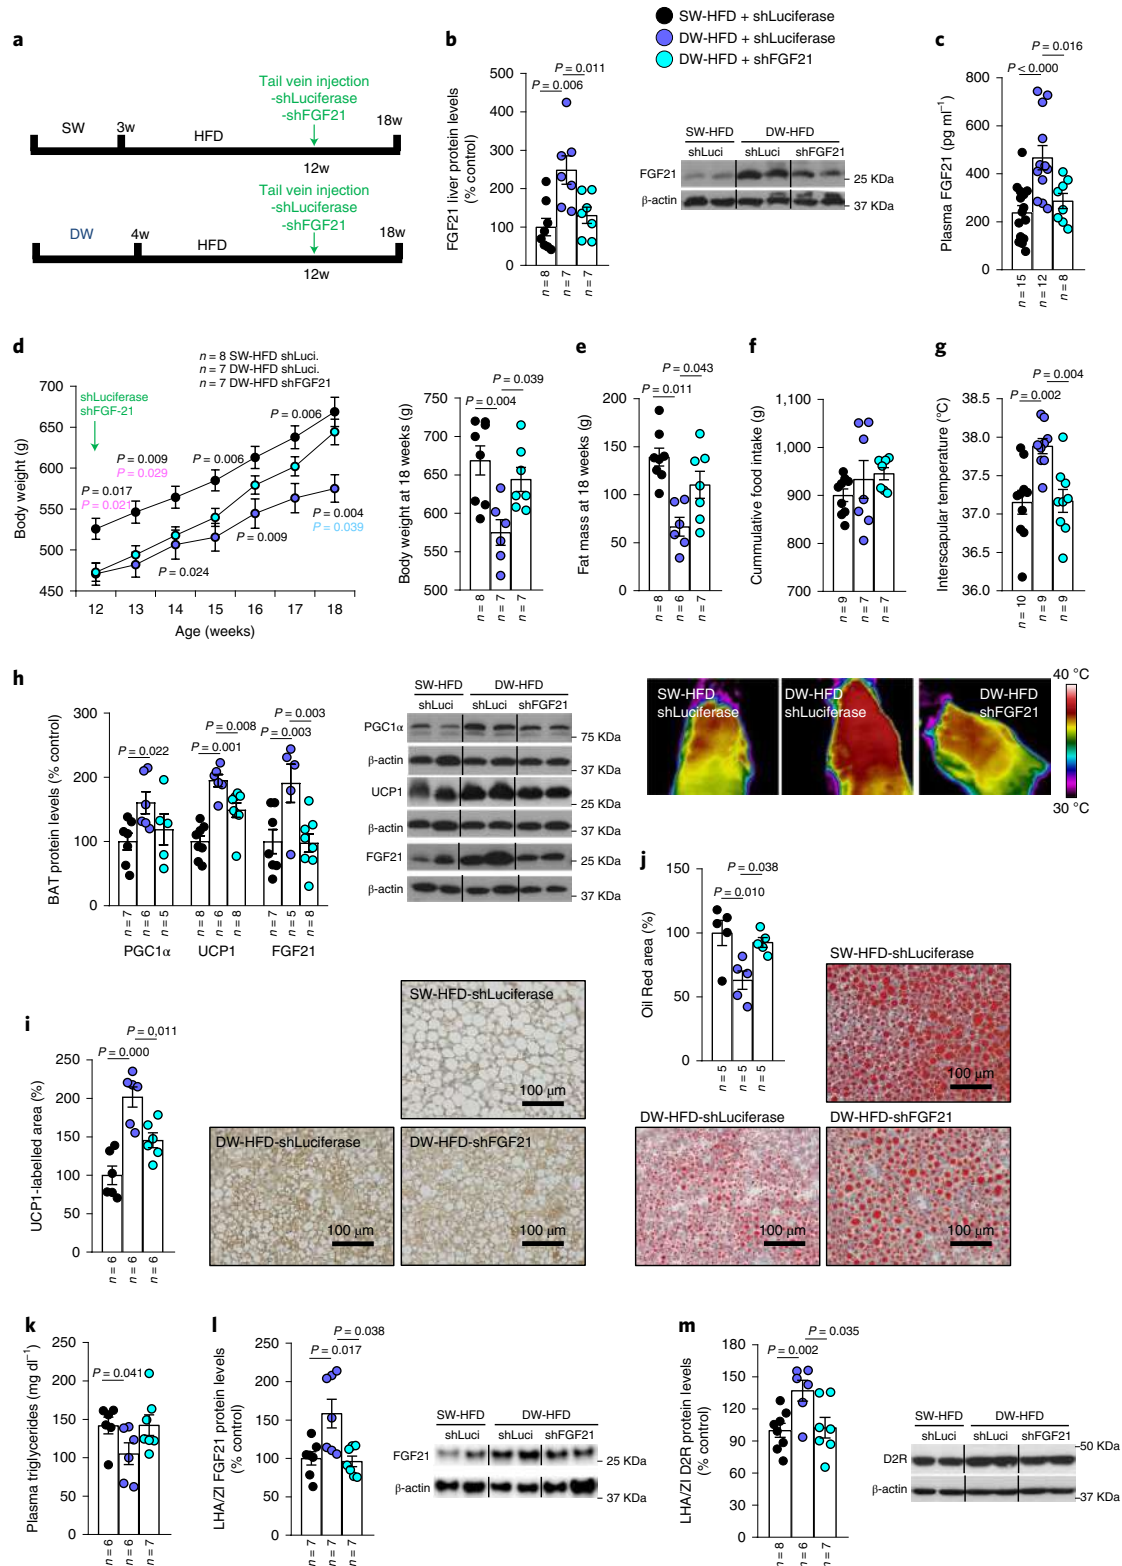 SW-HFD + shLuciferase
DW-HFD + shLuciferase
DW-HFD + shFGF21
a
Tail vein injection
-shLuciferase
-shFGF21
SW
3w
HFD
18w
12w
Tail vein injection
-shLuciferase
-shFGF21
DW
4w
HFD
18w
12w
b
FGF21 liver protein levels
(% control)
500
400
300
200
100
0
P = 0.011
P = 0.006
n = 8
n = 7
n = 7
SW-HFD
DW-HFD
shLuci
shLuci
shFGF21
FGF21
25 KDa
β-actin
37 KDa
c
Plasma FGF21 (pg ml−1)
800
600
400
200
0
P = 0.016
P < 0.000
n = 15
n = 12
n = 8
d
n = 8 SW-HFD shLuci.
n = 7 DW-HFD shLuci.
n = 7 DW-HFD shFGF21
Body weight (g)
700
650
600
550
500
450
shLuciferase
shFGF-21
P = 0.017
P = 0.021
P = 0.009
P = 0.029
P = 0.024
P = 0.006
P = 0.009
P = 0.006
P = 0.004
P = 0.039
12 13 14 15 16 17 18
Age (weeks)
Body weight at 18 weeks (g)
750
700
650
600
550
500
P = 0.039
P = 0.004
n = 8
n = 7
n = 7
e
Fat mass at 18 weeks (g)
200
150
100
50
0
P = 0.043
P = 0.011
n = 8
n = 6
n = 7
f
Cummulative food intake (g)
1,100
1,000
900
800
700
n = 9
n = 7
n = 7
g
Interscapular temperature (°C)
38.5
38.0
37.5
37.0
36.5
36.0
P = 0.004
P = 0.002
n = 10
n = 9
n = 9
SW-HFD
shLuciferase
DW-HFD
shLuciferase
DW-HFD
shFGF21
40 °C
30 °C
h
BAT protein levels (% control)
300
200
100
0
P = 0.022
P = 0.008
P = 0.001
P = 0.003
P = 0.003
n = 7
n = 6
n = 5
n = 8
n = 6
n = 8
n = 7
n = 5
n = 8
PGC1α
UCP1
FGF21
SW-HFD
DW-HFD
shLuci
shLuci
shFGF21
PGC1α
75 KDa
β-actin
37 KDa
UCP1
25 KDa
β-actin
37 KDa
FGF21
25 KDa
β-actin
37 KDa
i
UCP1-labelled area (%)
250
200
150
100
50
0
P = 0.011
P = 0.000
n = 6
n = 6
n = 6
SW-HFD-shLuciferase
100 μm
DW-HFD-shLuciferase
100 μm
DW-HFD-shFGF21
100 μm
j
Oil Red area (%)
150
100
50
0
P = 0.038
P = 0.010
n = 5
n = 5
n = 5
SW-HFD-shLuciferase
100 μm
DW-HFD-shLuciferase
100 μm
DW-HFD-shFGF21
100 μm
k
Plasma triglycerides (mg dl−1)
250
200
150
100
50
0
P = 0.041
n = 6
n = 6
n = 7
l
LHA/ZI FGF21 protein levels
(% control)
250
200
150
100
50
0
P = 0.038
P = 0.017
n = 7
n = 7
n = 7
SW-HFD
DW-HFD
shLuci
shLuci
shFGF21
FGF21
25 KDa
β-actin
37 KDa
m
LHA/ZI D2R protein levels
(% control)
180
150
120
90
60
30
0
P = 0.035
P = 0.002
n = 8
n = 6
n = 7
SW-HFD
DW-HFD
shLuci
shLuci
shFGF21
50 KDa
D2R
β-actin
37 KDa